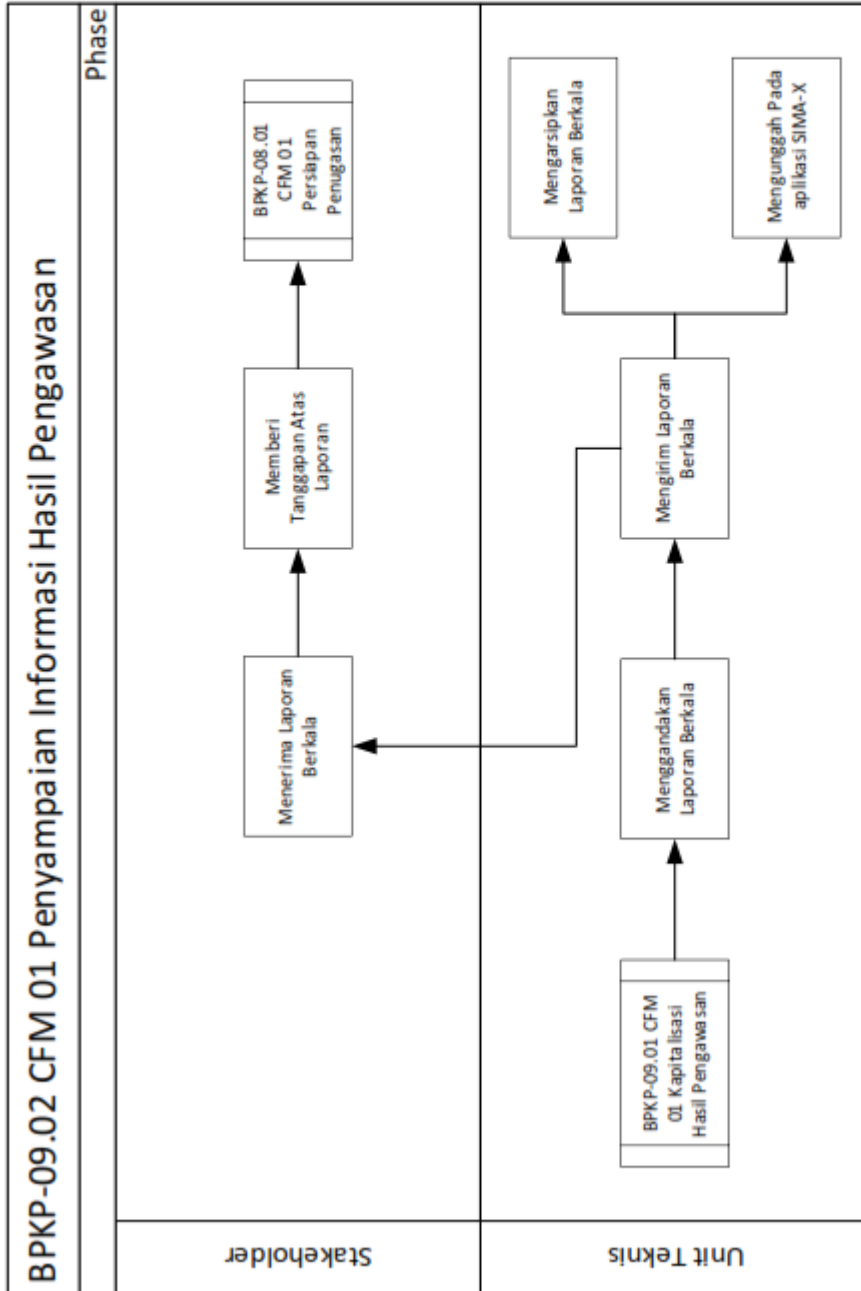 BPKP-09.02 CFM 01 Penyampaian Informasi Hasil Pengawasan
Phase
Stakeholder
Menerima Laporan
Berkala
Memberi
Tanggapan Atas
Laporan
BPKP-08.01
CFM 01
Persiapan
Penugasan
Unit Teknis
BPKP-09.01 CFM
01 Kapitalisasi
Hasil Pengawasan
Menggandakan
Laporan Berkala
Mengirim Laporan
Berkala
Mengarsipkan
Laporan Berkala
Mengunggah Pada
aplikasi SIMA-X